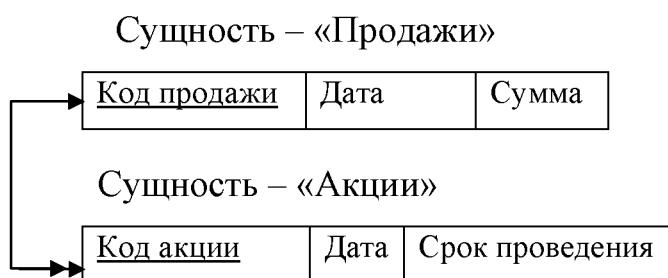 Сущность – «Продажи»
Код продажи Дата Сумма
Сущность – «Акции»
Код акции Дата Срок проведения